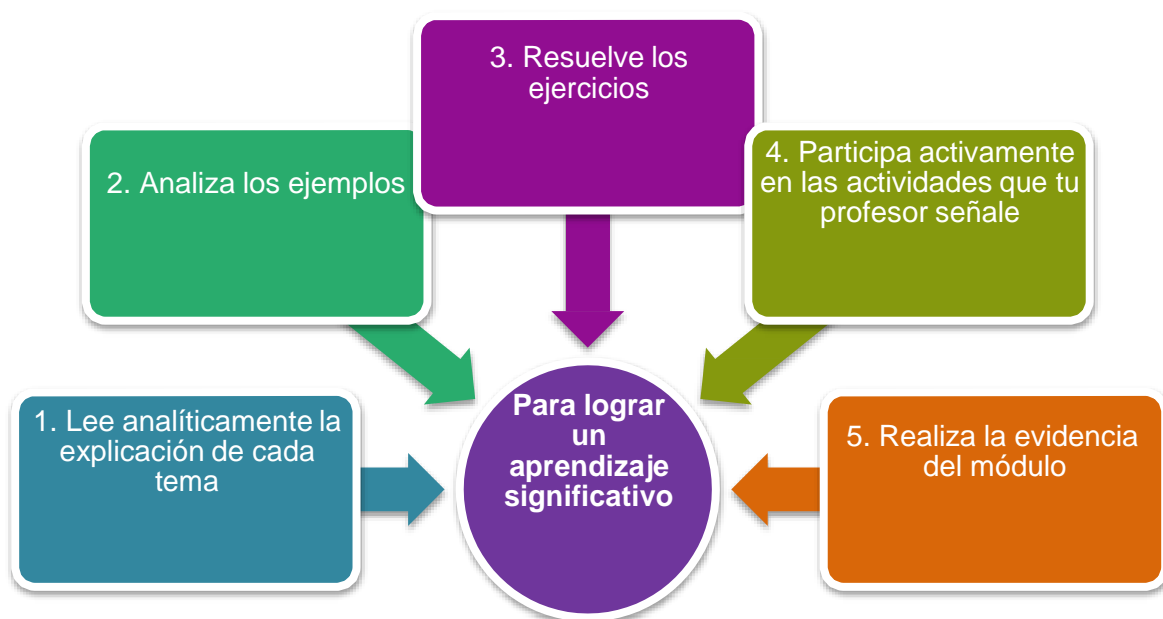 1. Lee analíticamente la
explicación de cada
tema
2. Analiza los ejemplos
3. Resuelve los
ejercicios
4. Participa activamente
en las actividades que tu
profesor señale
5. Realiza la evidencia
del módulo
Para lograr
un
aprendizaje
significativo